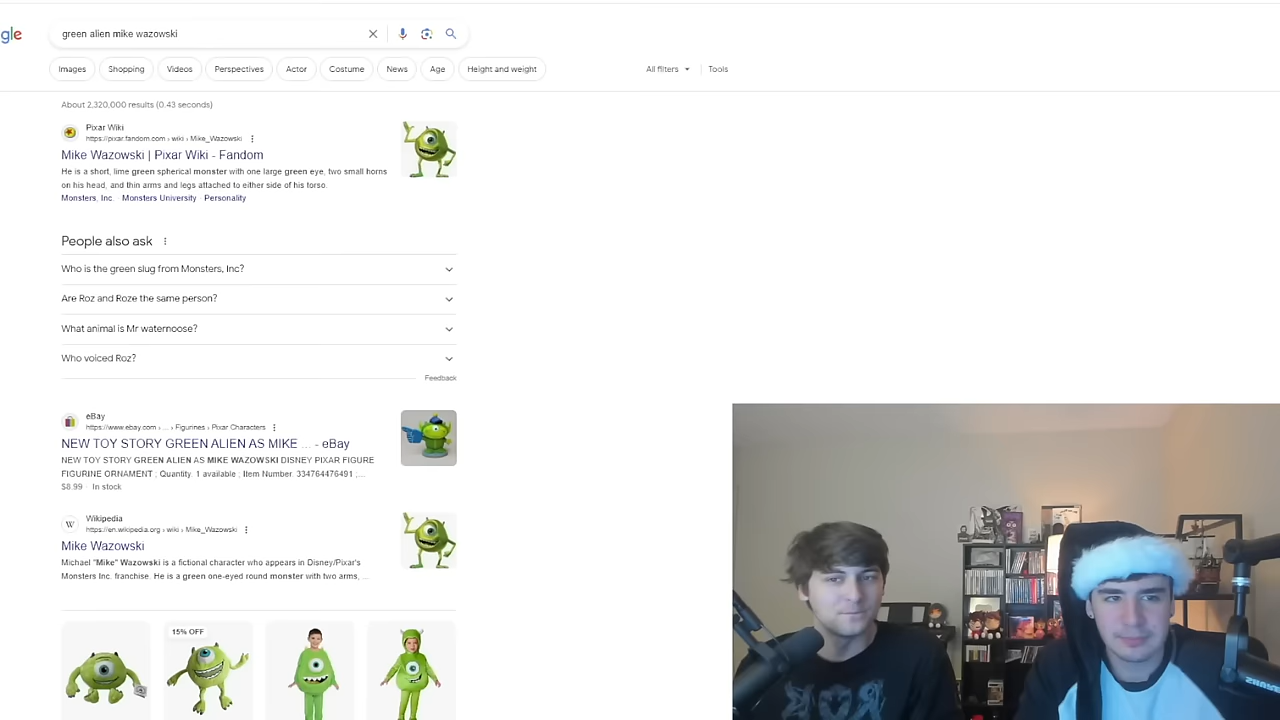 gle
green alien mike wazowski
Images Shopping Videos Perspectives Actor Costume News Age Height and weight All filters Tools
About 2,320,000 results (0.43 seconds)
Pixar Wiki
https://pixar.fandom.com › wiki › Mike_Wazowski
Mike Wazowski | Pixar Wiki - Fandom
He is a short, lime green spherical monster with one large green eye, two small horns
on his head, and thin arms and legs attached to either side of his torso.
Monsters, Inc. Monsters University Personality
People also ask
Who is the green slug from Monsters, Inc?
Are Roz and Roze the same person?
What animal is Mr waternoose?
Who voiced Roz?
Feedback
eBay
https://www.ebay.com › ... › Figurines › Pixar Characters
NEW TOY STORY GREEN ALIEN AS MIKE ... - eBay
NEW TOY STORY GREEN ALIEN AS MIKE WAZOWSKI DISNEY PIXAR FIGURE
FIGURINE ORNAMENT ; Quantity. 1 available ; Item Number. 334764476491 ;...
$8.99 · In stock
W
Wikipedia
https://en.wikipedia.org › wiki › Mike_Wazowski
Mike Wazowski
Michael "Mike" Wazowski is a fictional character who appears in Disney/Pixar's
Monsters Inc. franchise. He is a green one-eyed round monster with two arms, ...
15% OFF